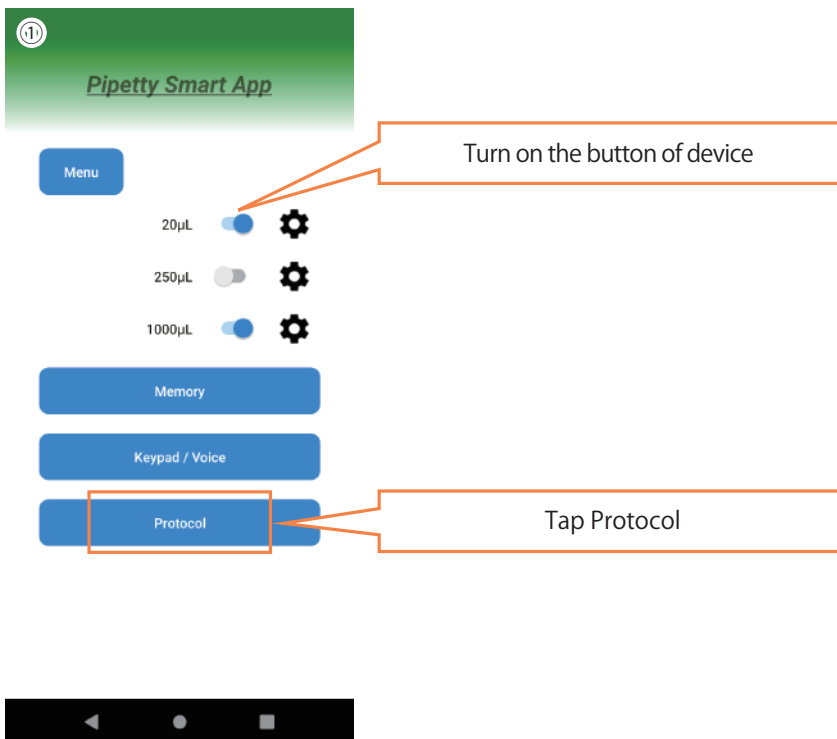 ①
Pipetty Smart App
Turn on the button of device
Menu
20μL
250μL
1000μL
Memory
Keypad / Voice
Protocol
Tap Protocol